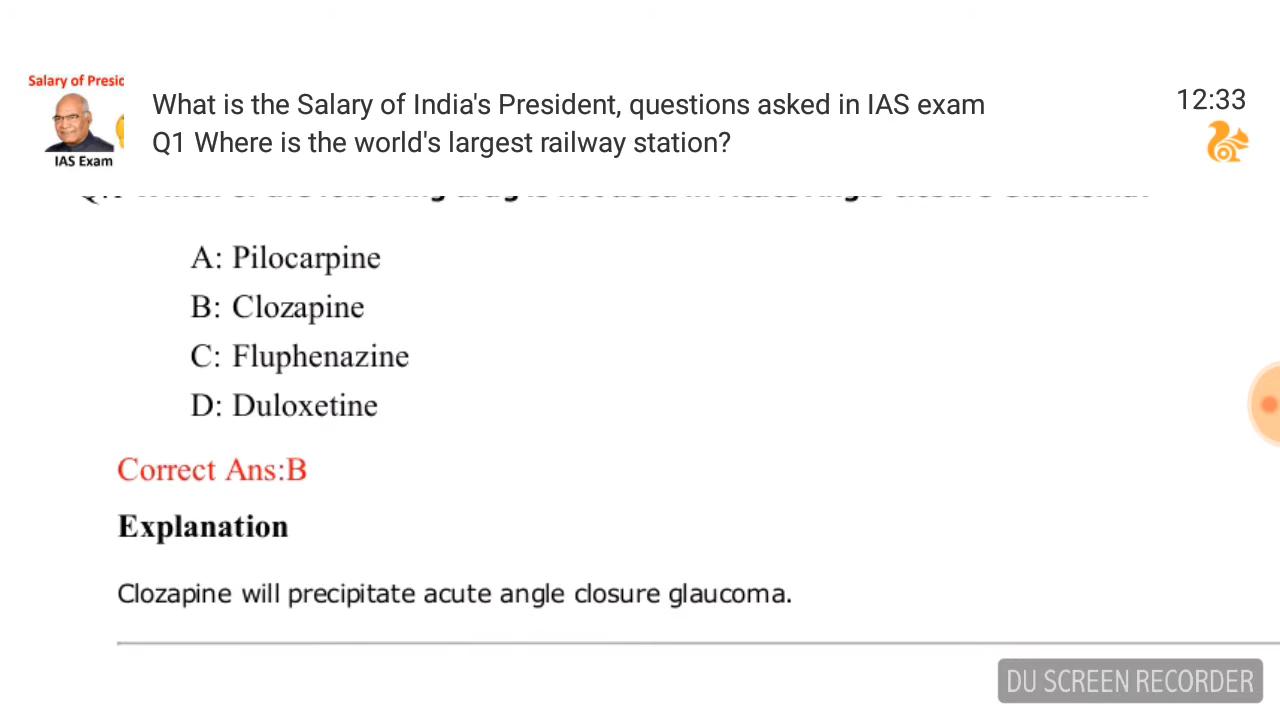 Salary of Presic
IAS Exam
What is the Salary of India's President, questions asked in IAS exam
Q1 Where is the world's largest railway station?
12:33
A: Pilocarpine
B: Clozapine
C: Fluphenazine
D: Duloxetine
Correct Ans:B
Explanation
Clozapine will precipitate acute angle closure glaucoma.
DU SCREEN RECORDER